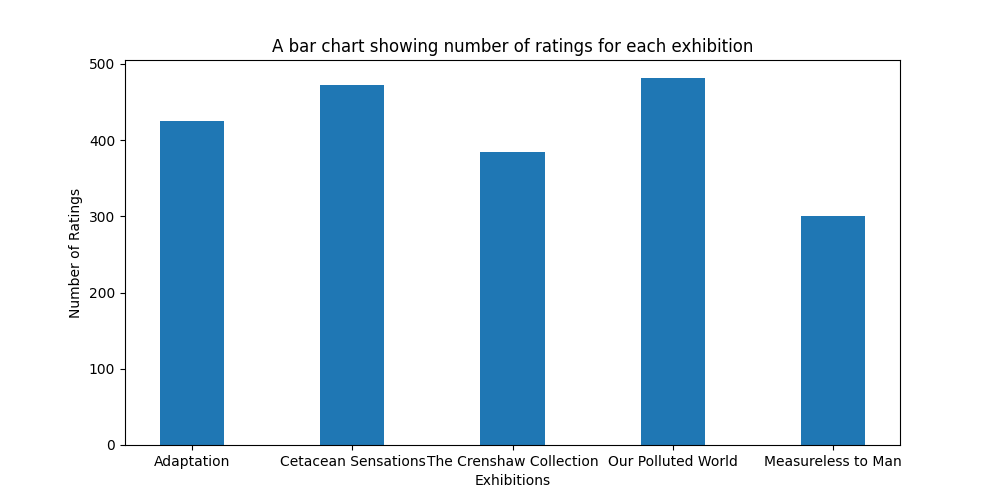 A bar chart showing number of ratings for each exhibition
500
400
300
200
100
0
Number of Ratings
Adaptation Cetacean Sensations The Crenshaw Collection Our Polluted World Measureless to Man
Exhibitions